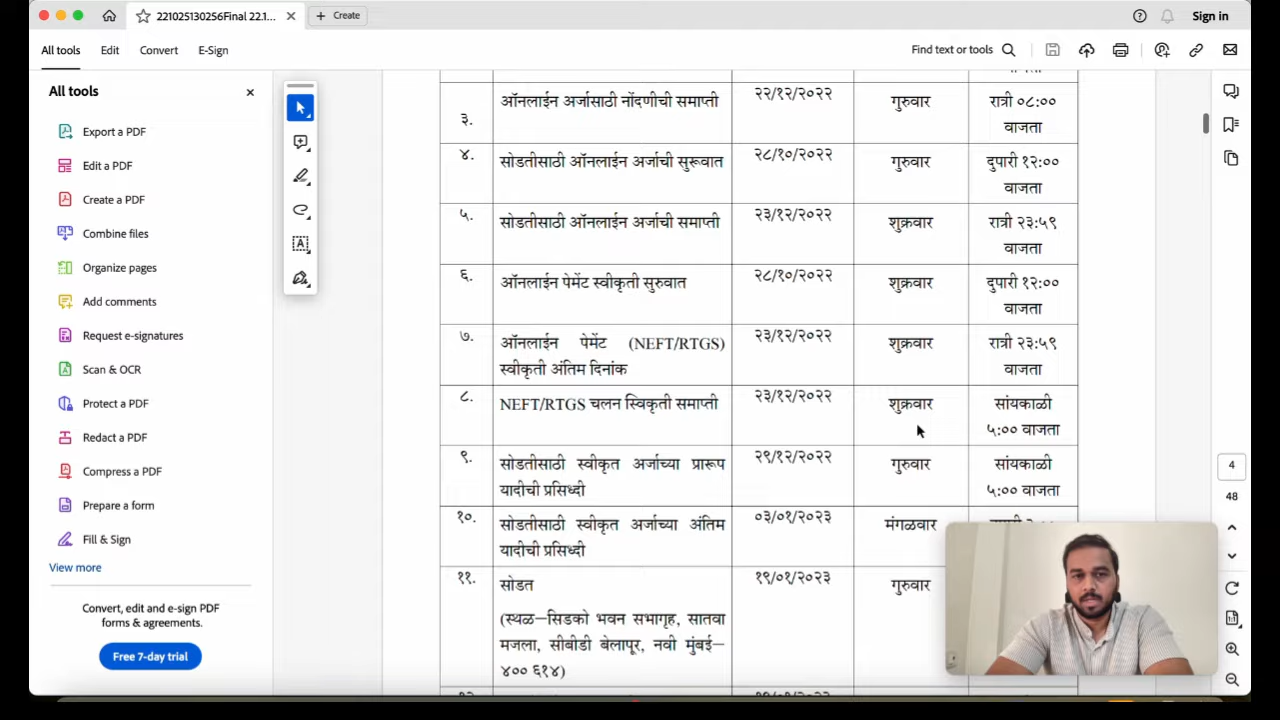 221025130256Final 22.1...
Create
Sign in
All tools
Edit
Convert
E-Sign
Find text or tools
All tools
Export a PDF
Edit a PDF
Create a PDF
Combine files
Organize pages
Add comments
Request e-signatures
Scan & OCR
Protect a PDF
Redact a PDF
Compress a PDF
Prepare a form
Fill & Sign
View more
Convert, edit and e-sign PDF
forms & agreements.
Free 7-day trial
३. ऑनलाईन अर्जासाठी नोंदणीची समाप्ती २२/१२/२०२२ गुरुवार रात्री ०८:००
वाजता
४. सोडतीसाठी ऑनलाईन अर्जाची सुरूवात २८/१०/२०२२ गुरुवार दुपारी १२:००
वाजता
५. सोडतीसाठी ऑनलाईन अर्जाची समाप्ती २३/१२/२०२२ शुक्रवार रात्री २३:५९
वाजता
६. ऑनलाईन पेमेंट स्वीकृती सुरुवात २८/१०/२०२२ शुक्रवार दुपारी १२:००
वाजता
७. ऑनलाईन पेमेंट (NEFT/RTGS) २३/१२/२०२२ शुक्रवार रात्री २३:५९
स्वीकृती अंतिम दिनांक वाजता
८. NEFT/RTGS चलन स्विकृती समाप्ती २३/१२/२०२२ शुक्रवार सांयकाळी
५:०० वाजता
९. सोडतीसाठी स्वीकृत अर्जाच्या प्रारूप २९/१२/२०२२ गुरुवार सांयकाळी
यादीची प्रसिध्दी ५:०० वाजता
१०. सोडतीसाठी स्वीकृत अर्जाच्या अंतिम ०३/०१/२०२३ मंगळवार
यादीची प्रसिध्दी
११. सोडत १९/०१/२०२३ गुरुवार
(स्थळ–सिडको भवन सभागृह, सातवा
मजला, सीबीडी बेलापूर, नवी मुंबई–
४०० ६१४)
4
48